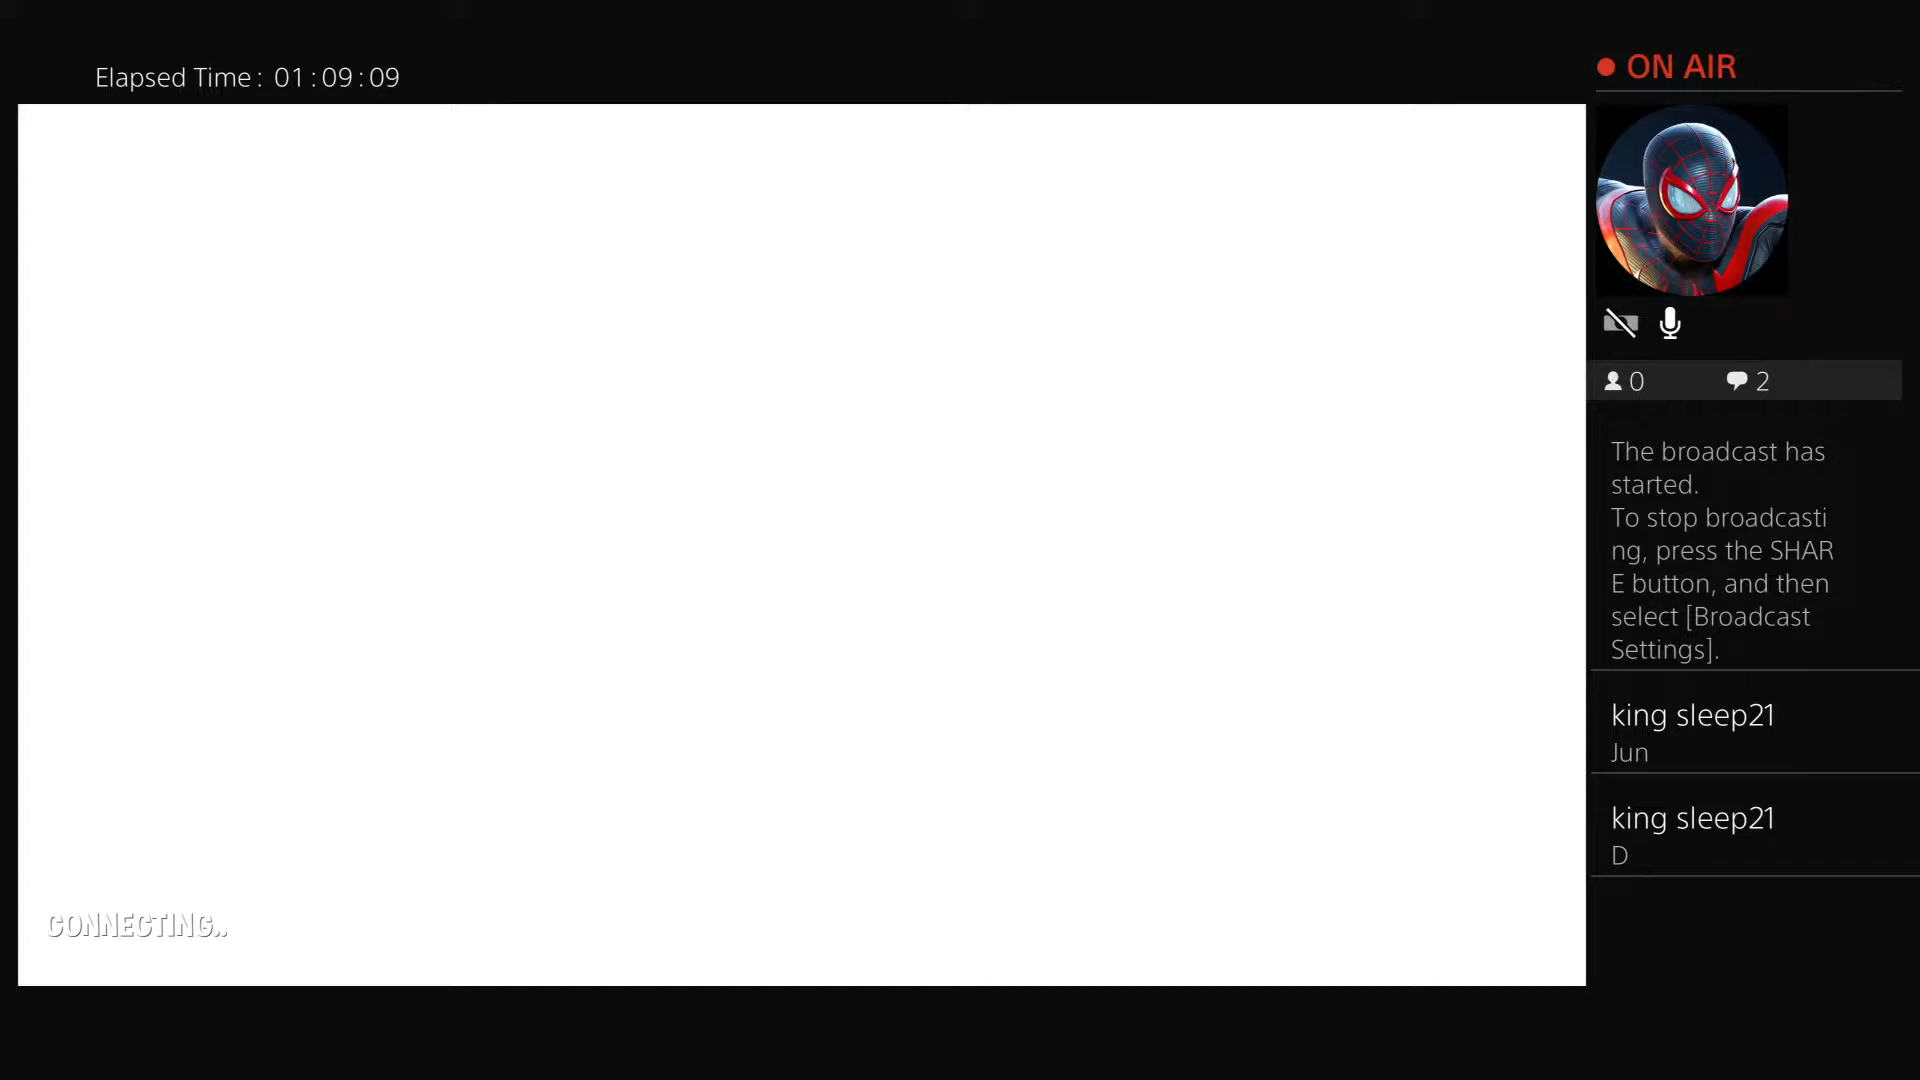 Elapsed Time: 01:09:09
ON AIR
0 2
The broadcast has
started.
To stop broadcasti
ng, press the SHAR
E button, and then
select [Broadcast
Settings].
king sleep21
Jun
king sleep21
D
CONNECTING..